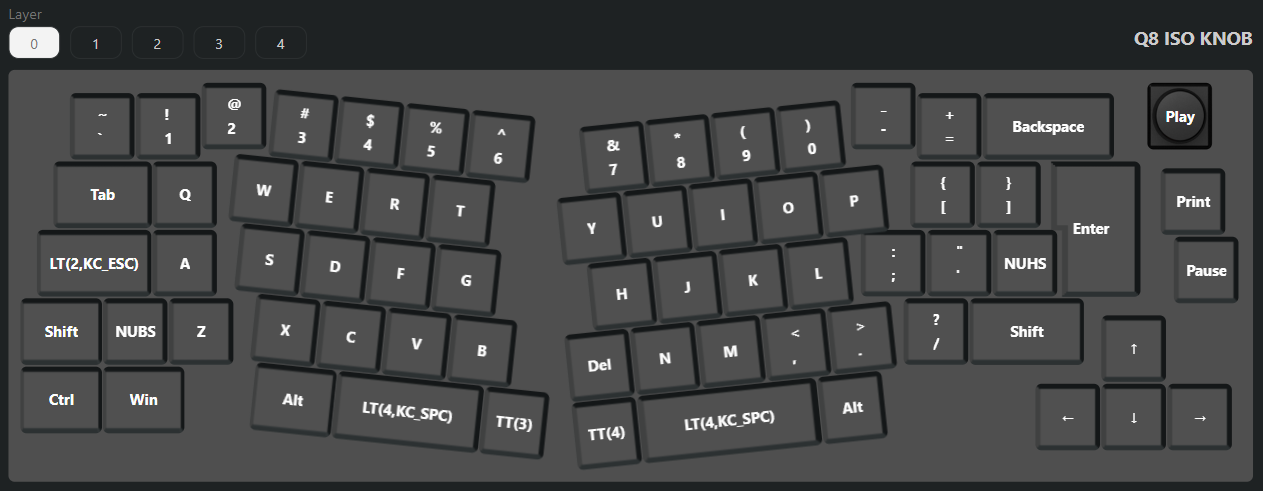 Layer
0 1 2 3 4
Q8 ISO KNOB
~ ! @ # $ % ^ & * ( ) _ +
` 1 2 3 4 5 6 7 8 9 0 - = Backspace Play
Tab Q W E R T Y U I O P { }
[ ] Enter Print
LT(2,KC_ESC) A S D F G H J K L : "
; ' NUHS Pause
Shift NUBS Z X C V B Del N M < > ?
, . / Shift ↑
Ctrl Win Alt LT(4,KC_SPC) TT(3) TT(4) LT(4,KC_SPC) Alt ← ↓ →